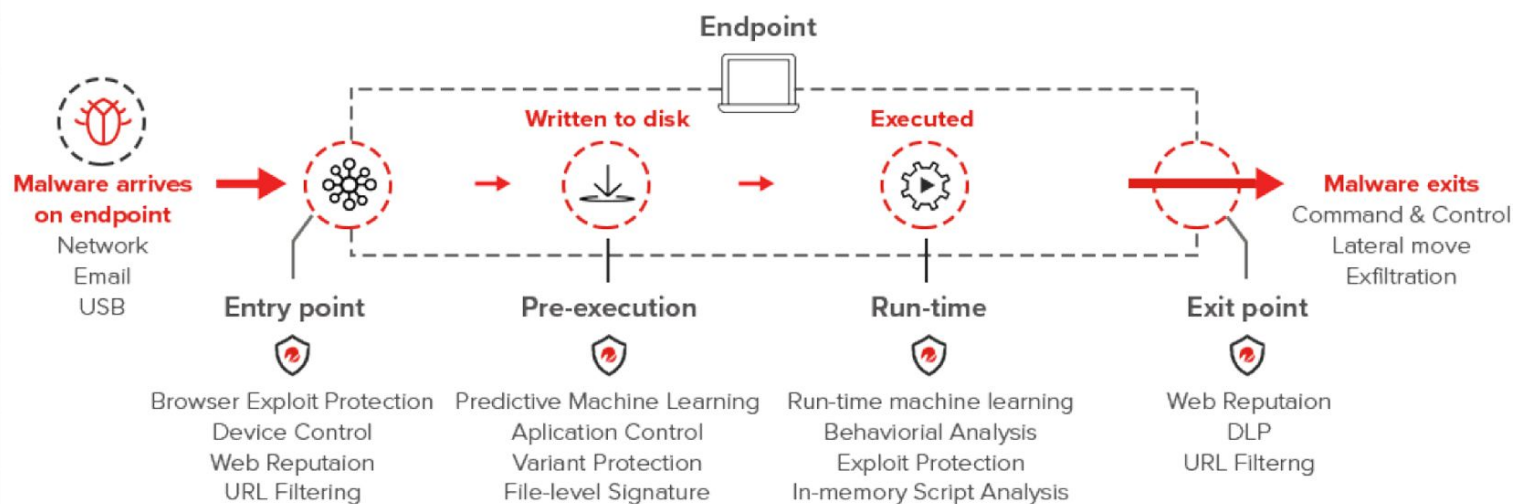 Endpoint
Malware arrives
on endpoint
Network
Email
USB
Written to disk
Executed
Malware exits
Command & Control
Lateral move
Exfiltration
Entry point
Browser Exploit Protection
Device Control
Web Reputaion
URL Filtering
Pre-execution
Predictive Machine Learning
Aplication Control
Variant Protection
File-level Signature
Run-time
Run-time machine learning
Behaviorial Analysis
Exploit Protection
In-memory Script Analysis
Exit point
Web Reputaion
DLP
URL Filterng